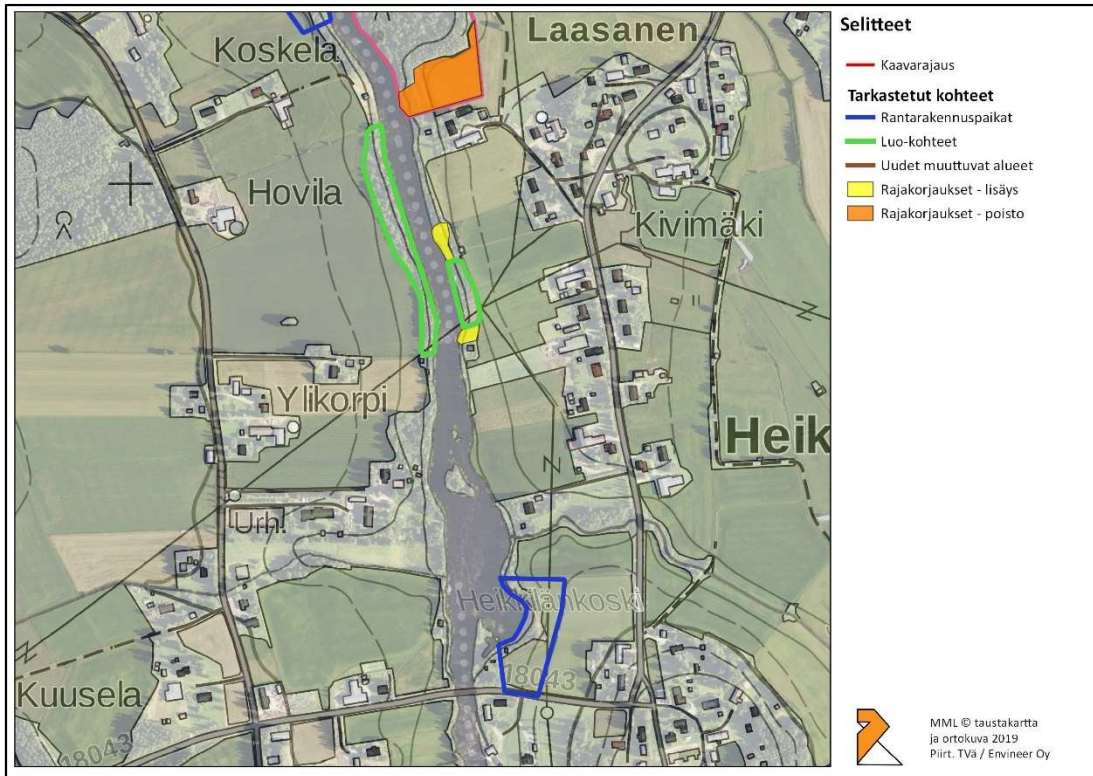 Koskela
Laasanen
Hovila
Kivimäki
Ylikorpi
Heik
Urh.
Heikkilänkoski
18043
Kuusela
18043
Selitteet
Kaavarajaus
Tarkastetut kohteet
Rantarakennuspaikat
Luo-kohteet
Uudet muuttuvat alueet
Rajakorjaukset - lisäys
Rajakorjaukset - poisto
MML © taustakartta
ja ortokuva 2019
Piirt. TVä / Envineer Oy